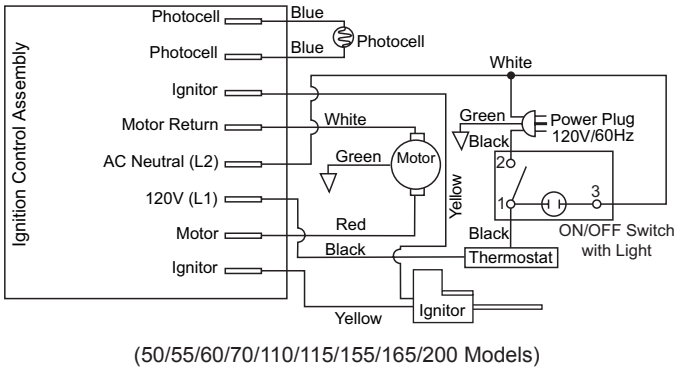 Ignition Control Assembly
Photocell
Blue
Photocell
Blue
Photocell
Ignitor
White
Motor Return
White
Green
Power Plug
120V/60Hz
Black
AC Neutral (L2)
Green
Motor
2
120V (L1)
Yellow
1
3
Motor
Red
Black
ON/OFF Switch
with Light
Black
Thermostat
Ignitor
Ignitor
Yellow
(50/55/60/70/110/115/155/165/200 Models)